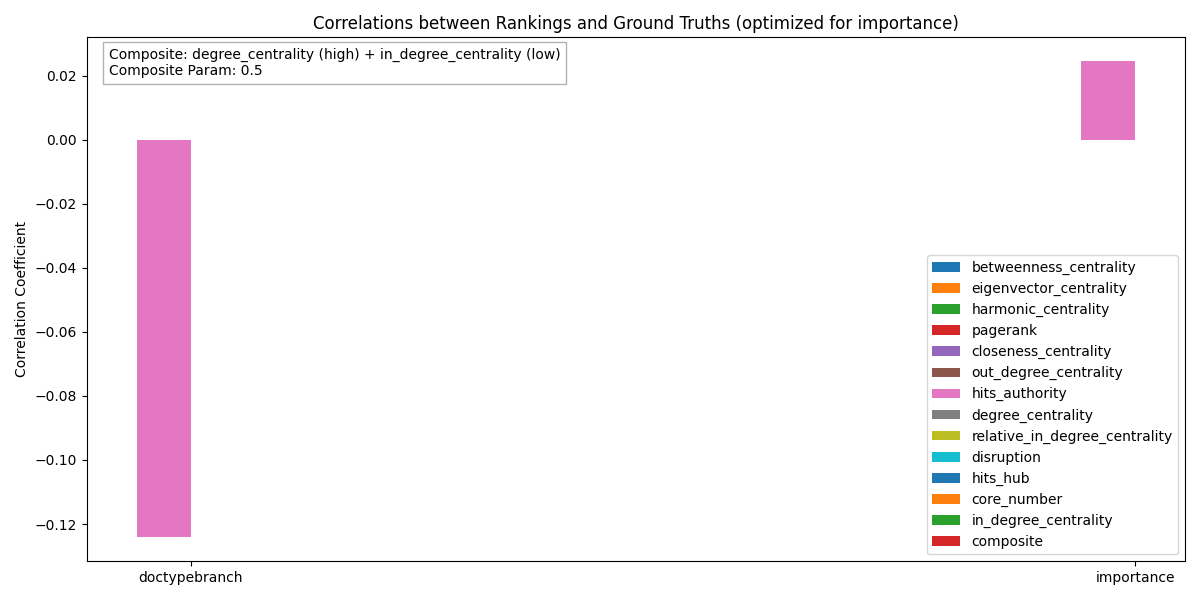 Correlations between Rankings and Ground Truths (optimized for importance)
Composite: degree_centrality (high) + in_degree_centrality (low)
Composite Param: 0.5
Correlation Coefficient
0.02
0.00
−0.02
−0.04
−0.06
−0.08
−0.10
−0.12
doctypebranch
importance
betweenness_centrality
eigenvector_centrality
harmonic_centrality
pagerank
closeness_centrality
out_degree_centrality
hits_authority
degree_centrality
relative_in_degree_centrality
disruption
hits_hub
core_number
in_degree_centrality
composite